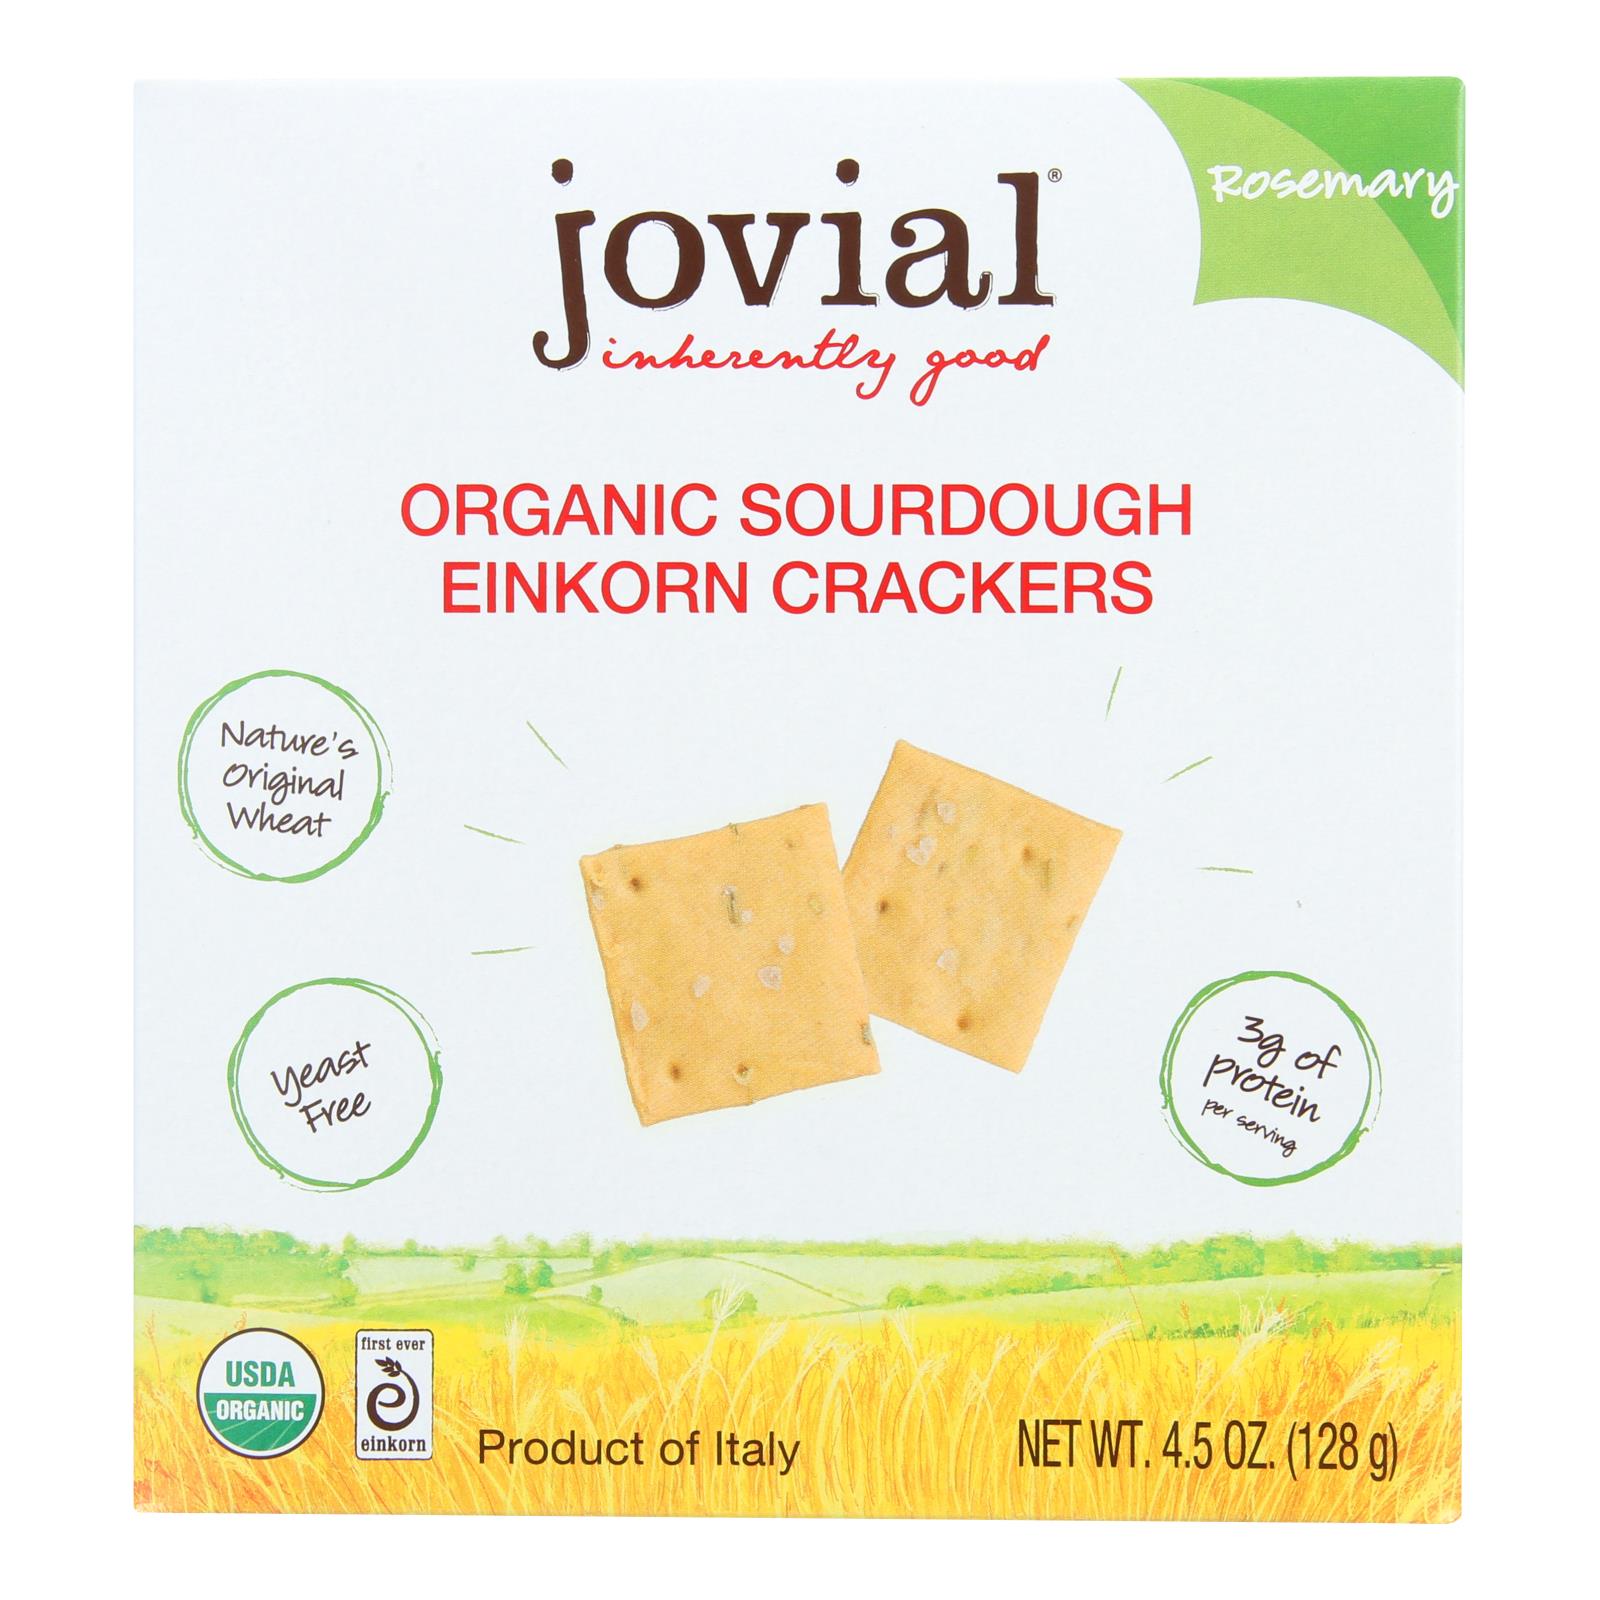 Rosemary
jovial®
inherently good
ORGANIC SOURDOUGH
EINKORN CRACKERS
Nature's
Original
Wheat
Yeast
Free
3g of
protein
per serving
USDA
ORGANIC
first ever
e
einkorn
Product of Italy
NET WT. 4.5 OZ. (128 g)